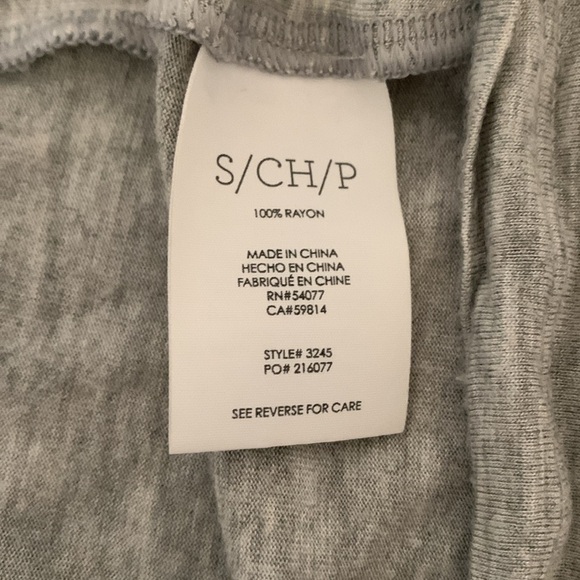 S/CH/P
100% RAYON
MADE IN CHINA
HECHO EN CHINA
FABRIQUÉ EN CHINE
RN#54077
CA#59814
STYLE# 3245
PO# 216077
SEE REVERSE FOR CARE